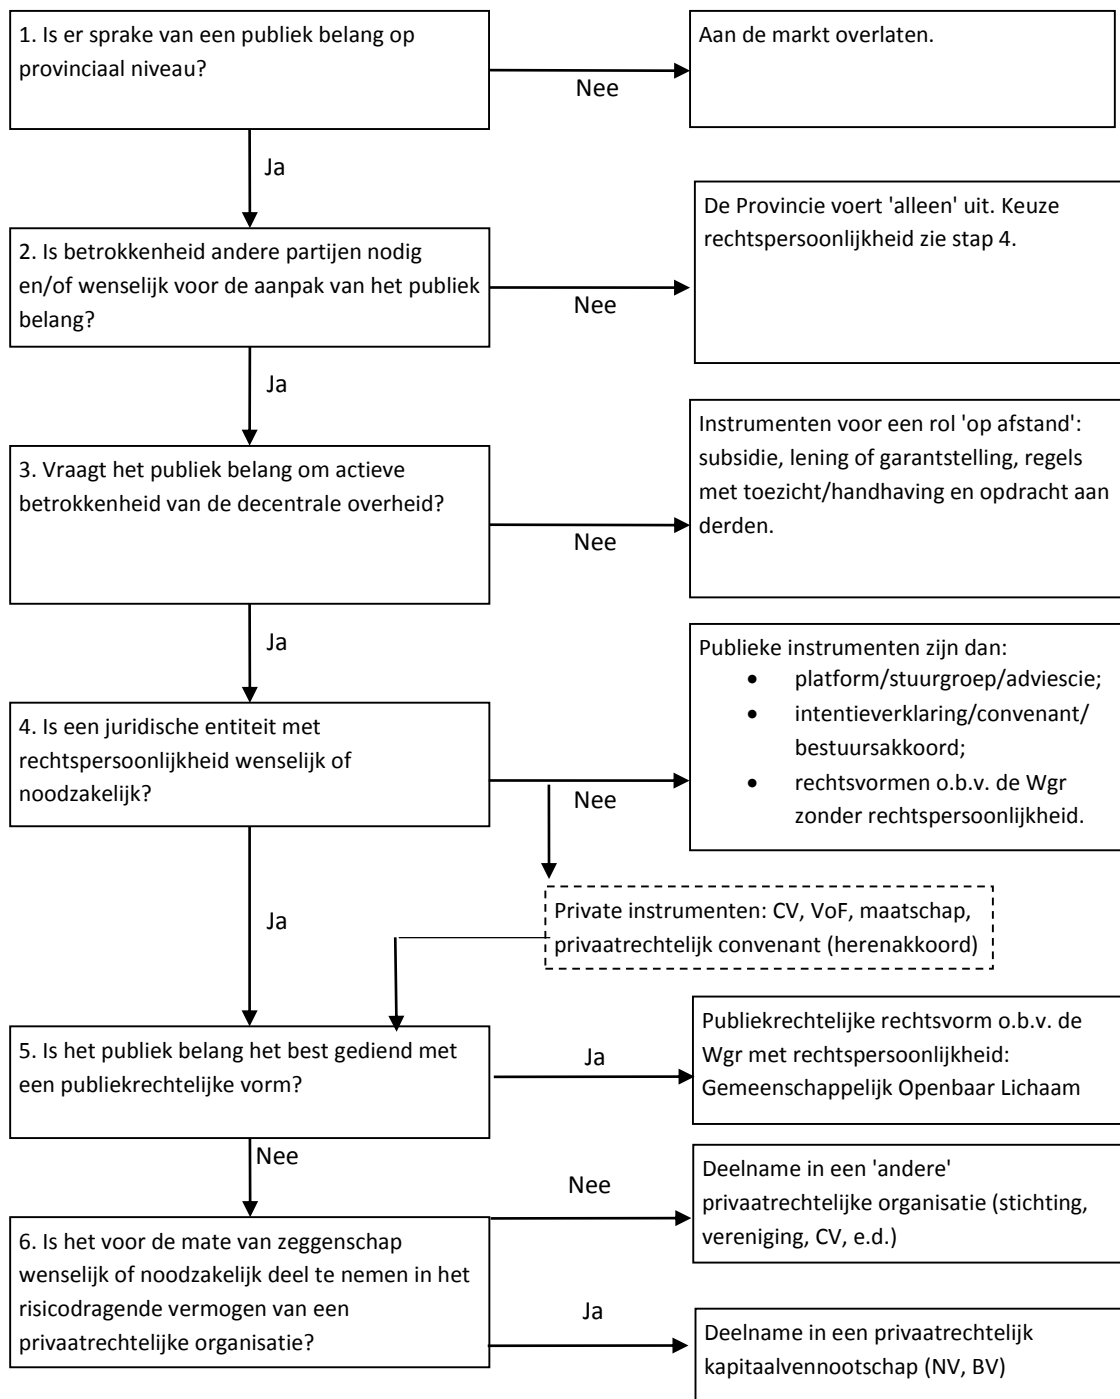 1. Is er sprake van een publiek belang op
provinciaal niveau?
Nee
Aan de markt overlaten.
Ja
2. Is betrokkenheid andere partijen nodig
en/of wenselijk voor de aanpak van het publiek
belang?
Nee
De Provincie voert 'alleen' uit. Keuze
rechtspersoonlijkheid zie stap 4.
Ja
3. Vraagt het publiek belang om actieve
betrokkenheid van de decentrale overheid?
Nee
Instrumenten voor een rol 'op afstand':
subsidie, lening of garantstelling, regels
met toezicht/handhaving en opdracht aan
derden.
Ja
4. Is een juridische entiteit met
rechtspersoonlijkheid wenselijk of
noodzakelijk?
Nee
Publieke instrumenten zijn dan:
• platform/stuurgroep/adviescie;
• intentieverklaring/convenant/
bestuursakkoord;
• rechtsvormen o.b.v. de Wgr
zonder rechtspersoonlijkheid.
Private instrumenten: CV, VoF, maatschap,
privaatrechtelijk convenant (herenakkoord)
Ja
5. Is het publiek belang het best gediend met
een publiekrechtelijke vorm?
Ja
Publiekrechtelijke rechtsvorm o.b.v. de
Wgr met rechtspersoonlijkheid:
Gemeenschappelijk Openbaar Lichaam
Nee
6. Is het voor de mate van zeggenschap
wenselijk of noodzakelijk deel te nemen in het
risicodragende vermogen van een
privaatrechtelijke organisatie?
Nee
Deelname in een 'andere'
privaatrechtelijke organisatie (stichting,
vereniging, CV, e.d.)
Ja
Deelname in een privaatrechtelijk
kapitaalvennootschap (NV, BV)